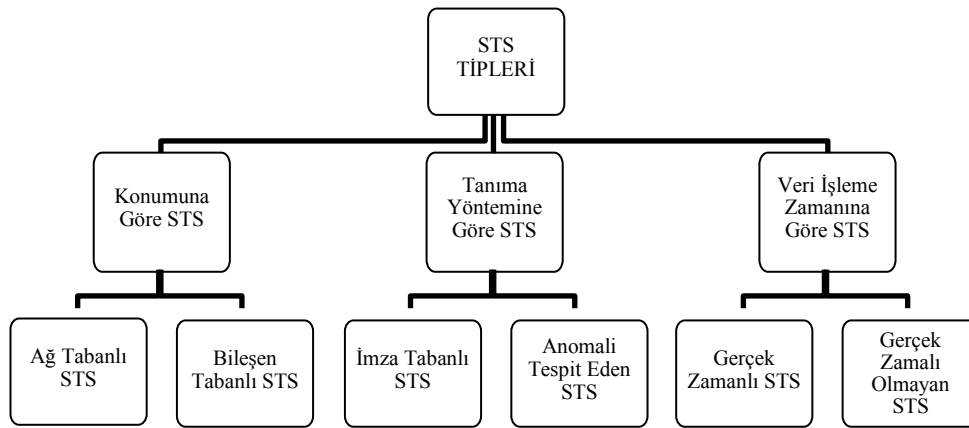 STS
TİPLERİ
Konumuna
Göre STS
Tanıma
Yöntemine
Göre STS
Veri İşleme
Zamanına
Göre STS
Ağ Tabanlı
STS
Bileşen
Tabanlı STS
İmza Tabanlı
STS
Anomali
Tespit Eden
STS
Gerçek
Zamanlı STS
Gerçek
Zamalı
Olmayan
STS